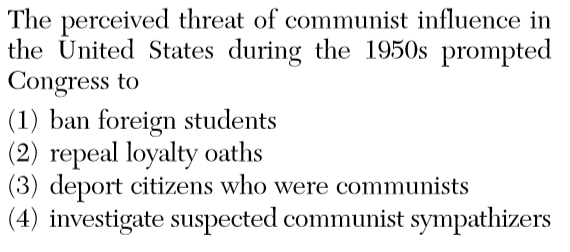 The perceived threat of communist influence in
the United States during the 1950s prompted
Congress to
(1) ban foreign students
(2) repeal loyalty oaths
(3) deport citizens who were communists
(4) investigate suspected communist sympathizers